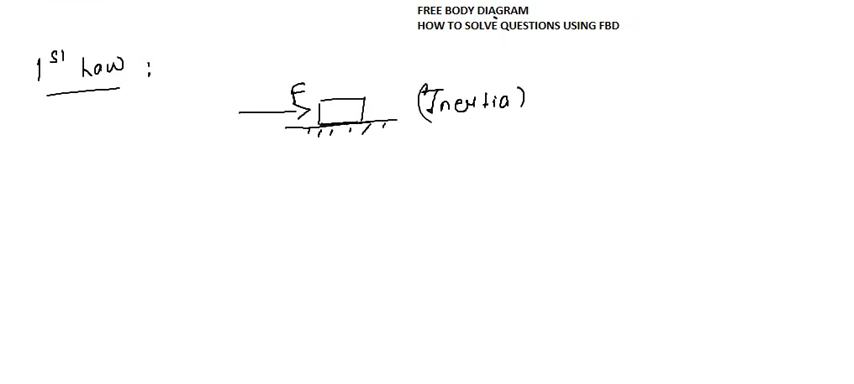 FREE BODY DIAGRAM
HOW TO SOLVE QUESTIONS USING FBD
1st Law :
F
(Inertia)